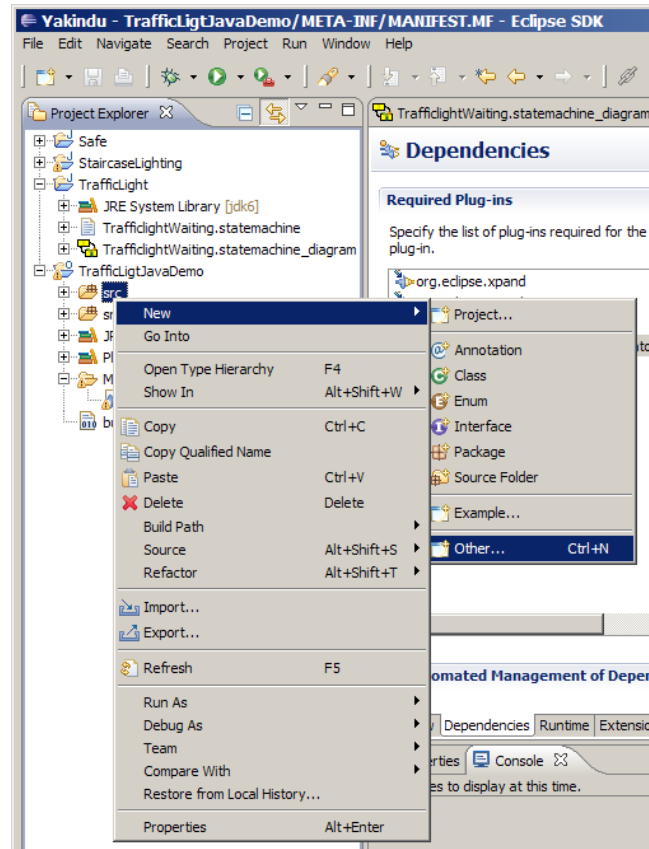 Yakindu - TrafficLigtJavaDemo/META-INF/MANIFEST.MF - Eclipse SDK
File Edit Navigate Search Project Run Window Help
Project Explorer
TrafficlightWaiting.statemachine_diagram
Safe
StaircaseLighting
TrafficLight
JRE System Library [jdk6]
TrafficlightWaiting.statemachine
TrafficlightWaiting.statemachine_diagram
TrafficLigtJavaDemo
src
Dependencies
Required Plug-ins
Specify the list of plug-ins required for the
plug-in.
org.eclipse.xpand
New
Go Into
Open Type Hierarchy F4
Show In Alt+Shift+W
Copy Ctrl+C
Copy Qualified Name
Paste Ctrl+V
Delete Delete
Build Path
Source Alt+Shift+S
Refactor Alt+Shift+T
Import...
Export...
Refresh F5
Run As
Debug As
Team
Compare With
Restore from Local History...
Properties Alt+Enter
Project...
Annotation
Class
Enum
Interface
Package
Source Folder
Example...
Other... Ctrl+N
omated Management of Depen
Dependencies Runtime Extensio
rties Console
es to display at this time.